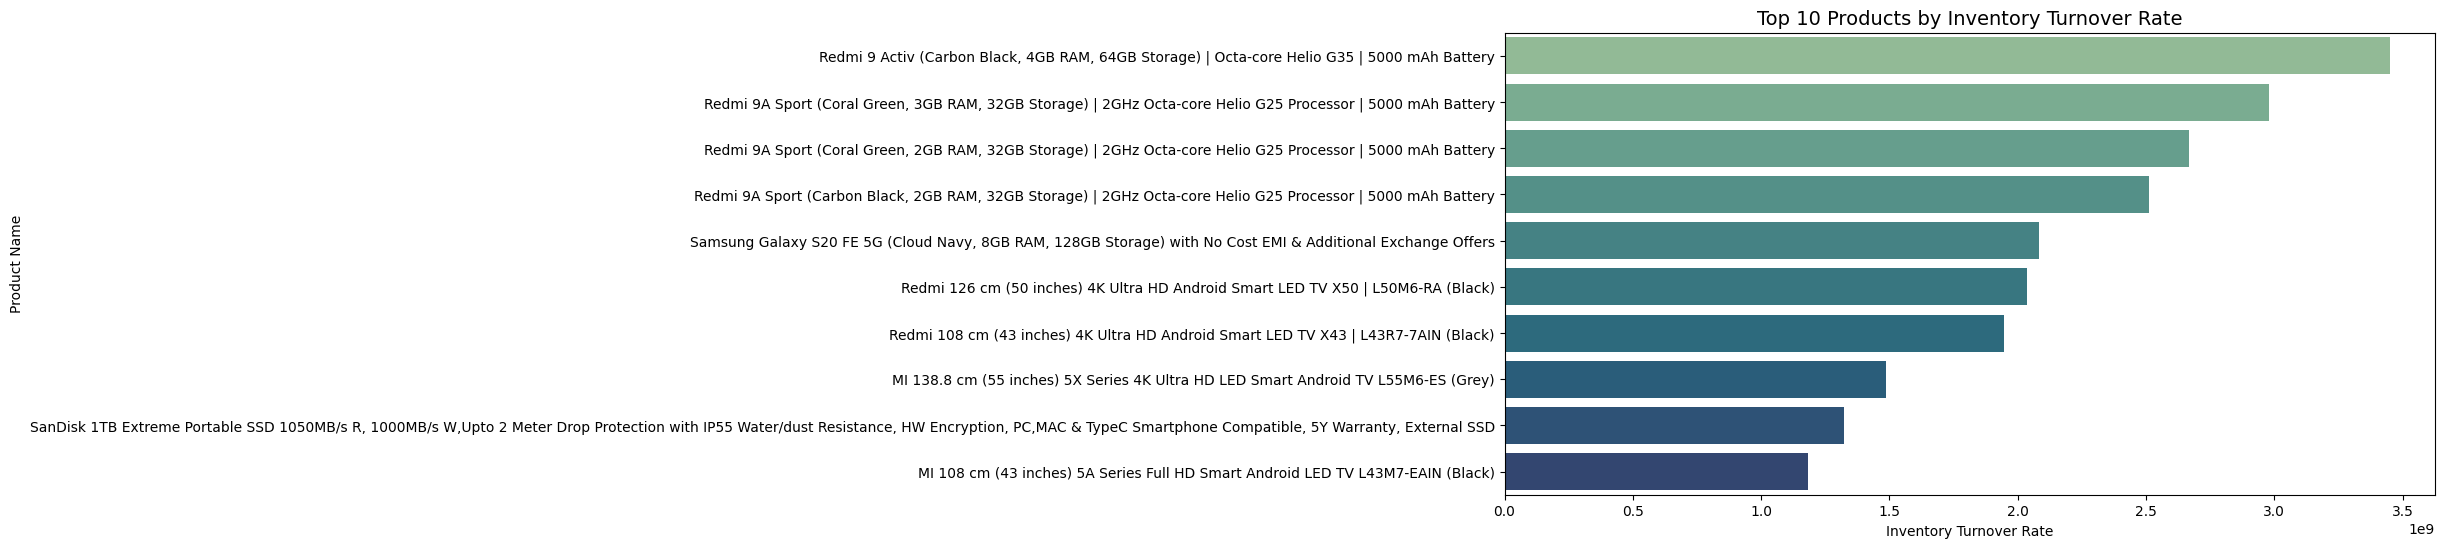 Top 10 Products by Inventory Turnover Rate
Product Name
Redmi 9 Activ (Carbon Black, 4GB RAM, 64GB Storage) | Octa-core Helio G35 | 5000 mAh Battery
Redmi 9A Sport (Coral Green, 3GB RAM, 32GB Storage) | 2GHz Octa-core Helio G25 Processor | 5000 mAh Battery
Redmi 9A Sport (Coral Green, 2GB RAM, 32GB Storage) | 2GHz Octa-core Helio G25 Processor | 5000 mAh Battery
Redmi 9A Sport (Carbon Black, 2GB RAM, 32GB Storage) | 2GHz Octa-core Helio G25 Processor | 5000 mAh Battery
Samsung Galaxy S20 FE 5G (Cloud Navy, 8GB RAM, 128GB Storage) with No Cost EMI & Additional Exchange Offers
Redmi 126 cm (50 inches) 4K Ultra HD Android Smart LED TV X50 | L50M6-RA (Black)
Redmi 108 cm (43 inches) 4K Ultra HD Android Smart LED TV X43 | L43R7-7AIN (Black)
MI 138.8 cm (55 inches) 5X Series 4K Ultra HD LED Smart Android TV L55M6-ES (Grey)
SanDisk 1TB Extreme Portable SSD 1050MB/s R, 1000MB/s W,Upto 2 Meter Drop Protection with IP55 Water/dust Resistance, HW Encryption, PC,MAC & TypeC Smartphone Compatible, 5Y Warranty, External SSD
MI 108 cm (43 inches) 5A Series Full HD Smart Android LED TV L43M7-EAIN (Black)
0.0 0.5 1.0 1.5 2.0 2.5 3.0 3.5
1e9
Inventory Turnover Rate